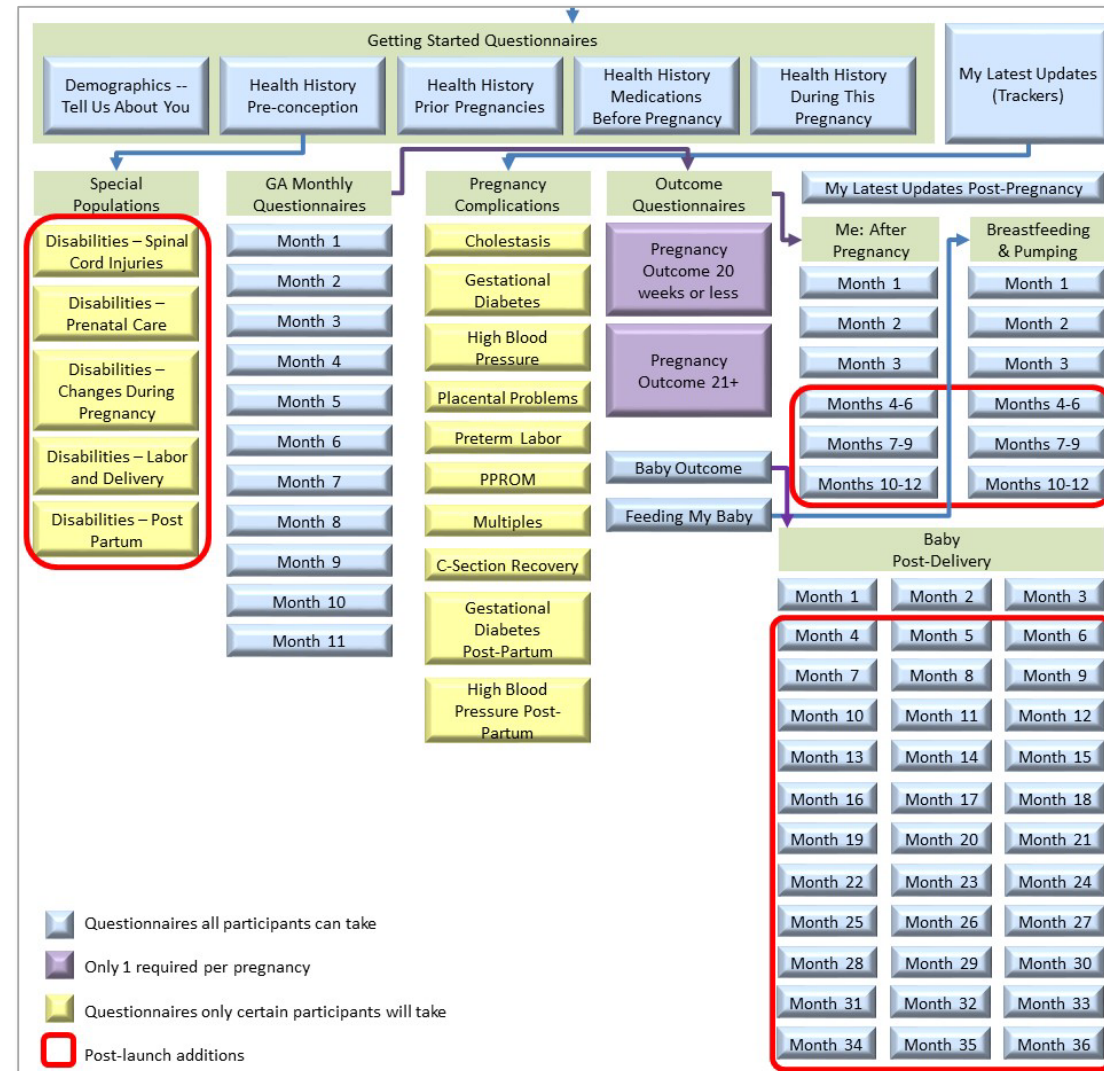 Getting Started Questionnaires
Demographics --
Tell Us About You
Health History
Pre-conception
Health History
Prior Pregnancies
Health History
Medications
Before Pregnancy
Health History
During This
Pregnancy
My Latest Updates
(Trackers)
Special
Populations
Disabilities – Spinal
Cord Injuries
Disabilities –
Prenatal Care
Disabilities –
Changes During
Pregnancy
Disabilities – Labor
and Delivery
Disabilities – Post
Partum
GA Monthly
Questionnaires
Month 1
Month 2
Month 3
Month 4
Month 5
Month 6
Month 7
Month 8
Month 9
Month 10
Month 11
Pregnancy
Complications
Cholestasis
Gestational
Diabetes
High Blood
Pressure
Placental Problems
Preterm Labor
PPROM
Multiples
C-Section Recovery
Gestational
Diabetes
Post-Partum
High Blood
Pressure Post-
Partum
Outcome
Questionnaires
Pregnancy
Outcome 20
weeks or less
Pregnancy
Outcome 21+
Baby Outcome
Feeding My Baby
My Latest Updates Post-Pregnancy
Me: After
Pregnancy
Month 1
Month 2
Month 3
Months 4-6
Months 7-9
Months 10-12
Breastfeeding
& Pumping
Month 1
Month 2
Month 3
Months 4-6
Months 7-9
Months 10-12
Baby
Post-Delivery
Month 1 Month 2 Month 3
Month 4 Month 5 Month 6
Month 7 Month 8 Month 9
Month 10 Month 11 Month 12
Month 13 Month 14 Month 15
Month 16 Month 17 Month 18
Month 19 Month 20 Month 21
Month 22 Month 23 Month 24
Month 25 Month 26 Month 27
Month 28 Month 29 Month 30
Month 31 Month 32 Month 33
Month 34 Month 35 Month 36
Questionnaires all participants can take
Only 1 required per pregnancy
Questionnaires only certain participants will take
Post-launch additions